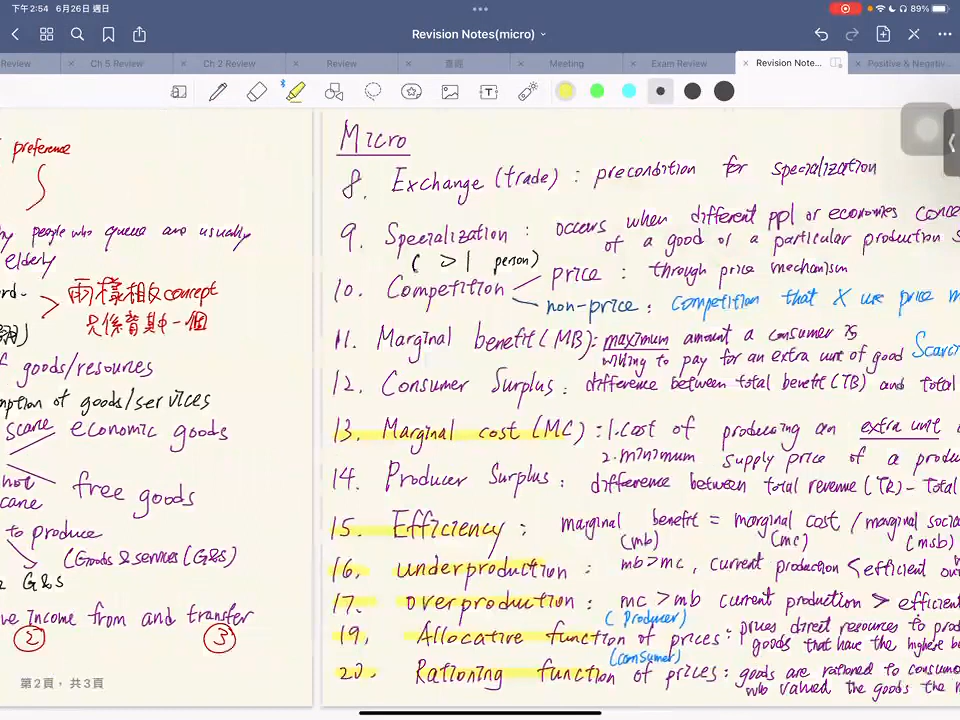 下午2:54 6月26日 週日
89%
Revision Notes(micro)
Review
Ch 5 Review
Ch 2 Review
Review
Meeting
Exam Review
Revision Note...
Positive & Negativ
preference
people who queue are usually
elderly
兩樣相反concept
of goods/resources
goods/services
economic goods
not
free goods
to produce
(Goods & services (G&S)
G&S
income from and transfer
②
③
第2頁，共3頁
Micro
8. Exchange (trade) : precondition for specialization
9. Specialization : occurs when different ppl or economies
of a good or a particular production
( >1 person)
10. Competition
price : through price mechanism
non-price : competition that X use price
11. Marginal benefit (MB): maximum amount a consumer is
willing to pay for an extra unit of good
12. Consumer Surplus : difference between total benefit (TB) and total
13. Marginal cost (MC) : 1. Cost of producing an extra unit
2. minimum supply price of a
14. Producer Surplus : difference between total revenue (TR) - Total
15. Efficiency : marginal benefit = marginal cost / marginal
(mb) (mc) (msb)
16. underproduction : mb>mc, current production < efficient
17. overproduction : mc > mb current production > efficient
(Producer)
19. Allocative function of prices : prices direct resources to
goods that have the highest
(consumer)
20. Rationing function of prices : goods are rationed to
who valued the goods the